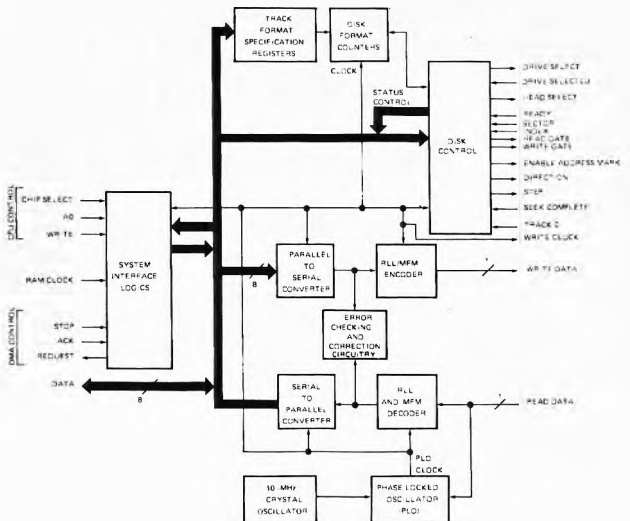 TRACK
FORMAT
SPECIFICATION
REGISTERS
DISK
FORMAT
COUNTERS
CLOCK
STATUS
CONTROL
DISK
CONTROL
DRIVE SELECT
DRIVE SELECTED
HEAD SELECT
READY
SECTOR
INDEX
READ GATE
WRITE GATE
ENABLE ADDRESS MARK
DIRECTION
STEP
SEEK COMPLETE
TRACK 0
WRITE CLOCK
CPU CONTROL
CHIP SELECT
RD
WRITE
RAM CLOCK
SYSTEM
INTERFACE
LOGICS
DMA CONTROL
STOP
ACK
REQUEST
DATA
8
8
PARALLEL
TO
SERIAL
CONVERTER
RLL/MFM
ENCODER
WRITE DATA
ERROR
CHECKING
AND
CORRECTION
CIRCUITRY
SERIAL
TO
PARALLEL
CONVERTER
RLL
AND MFM
DECODER
READ DATA
PLO
CLOCK
10-MHz
CRYSTAL
OSCILLATOR
PHASE LOCKED
OSCILLATOR
(PLO)